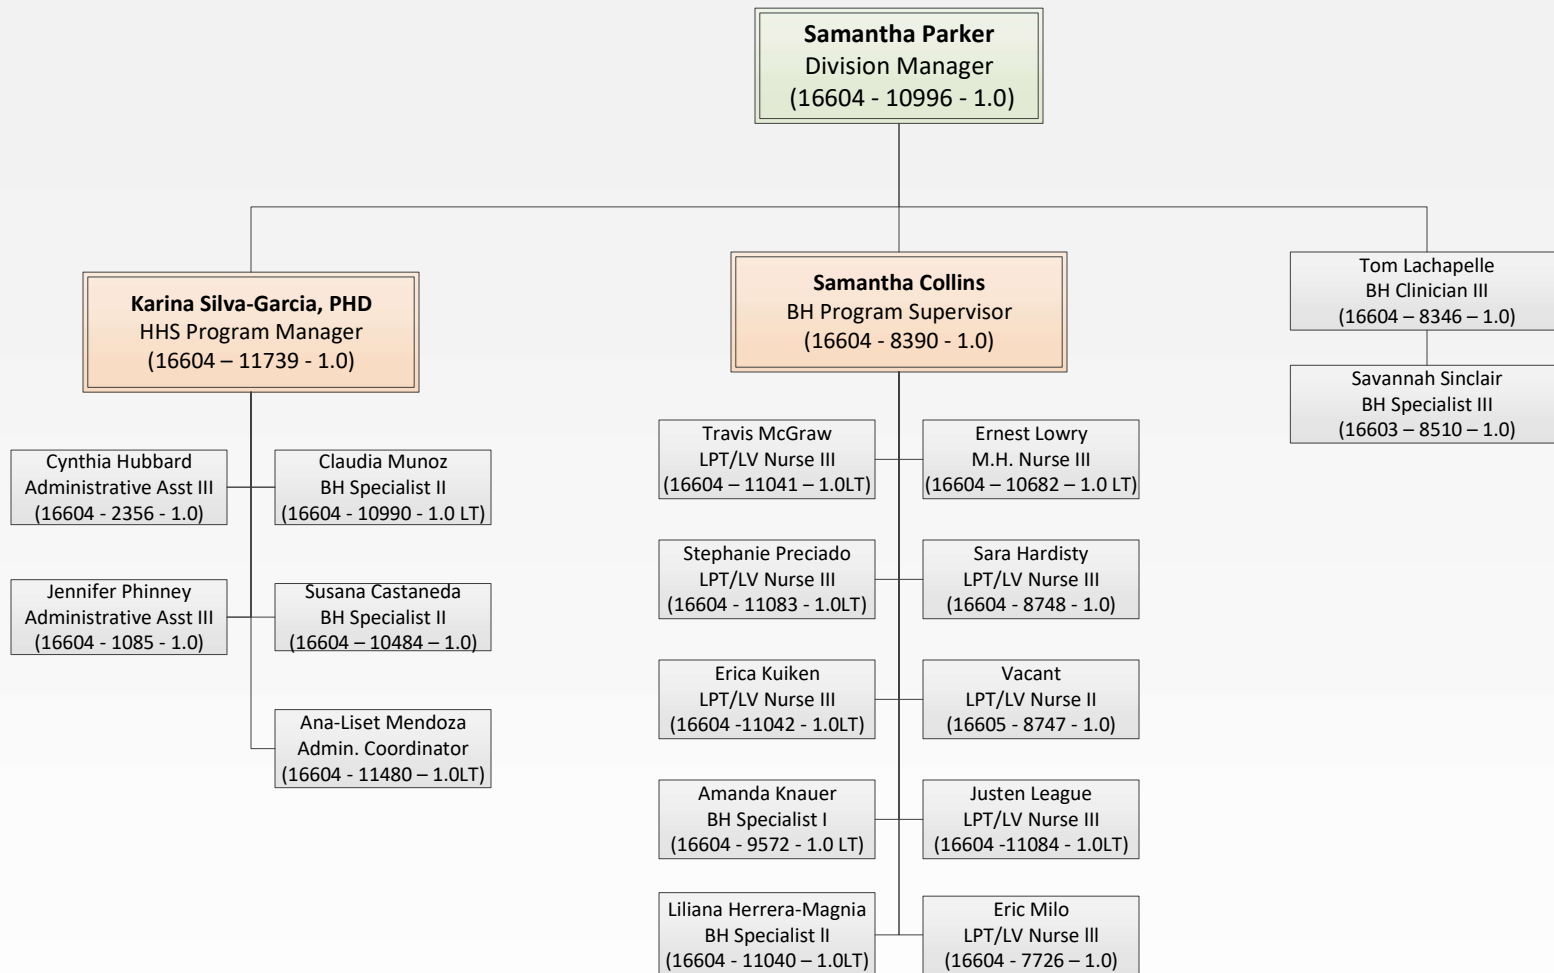 Samantha Parker
Division Manager
(16604 - 10996 - 1.0)
Karina Silva-Garcia, PHD
HHS Program Manager
(16604 – 11739 - 1.0)
Cynthia Hubbard
Administrative Asst III
(16604 - 2356 - 1.0)
Claudia Munoz
BH Specialist II
(16604 - 10990 - 1.0 LT)
Jennifer Phinney
Administrative Asst III
(16604 - 1085 - 1.0)
Susana Castaneda
BH Specialist II
(16604 – 10484 – 1.0)
Ana-Liset Mendoza
Admin. Coordinator
(16604 - 11480 – 1.0LT)
Samantha Collins
BH Program Supervisor
(16604 - 8390 - 1.0)
Travis McGraw
LPT/LV Nurse III
(16604 – 11041 – 1.0LT)
Ernest Lowry
M.H. Nurse III
(16604 – 10682 – 1.0 LT)
Stephanie Preciado
LPT/LV Nurse III
(16604 - 11083 - 1.0LT)
Sara Hardisty
LPT/LV Nurse III
(16604 - 8748 - 1.0)
Erica Kuiken
LPT/LV Nurse III
(16604 -11042 - 1.0LT)
Vacant
LPT/LV Nurse II
(16605 - 8747 - 1.0)
Amanda Knauer
BH Specialist I
(16604 - 9572 - 1.0 LT)
Justen League
LPT/LV Nurse III
(16604 -11084 - 1.0LT)
Liliana Herrera-Magnia
BH Specialist lI
(16604 - 11040 – 1.0LT)
Eric Milo
LPT/LV Nurse lII
(16604 - 7726 – 1.0)
Tom Lachapelle
BH Clinician III
(16604 – 8346 – 1.0)
Savannah Sinclair
BH Specialist III
(16603 – 8510 – 1.0)